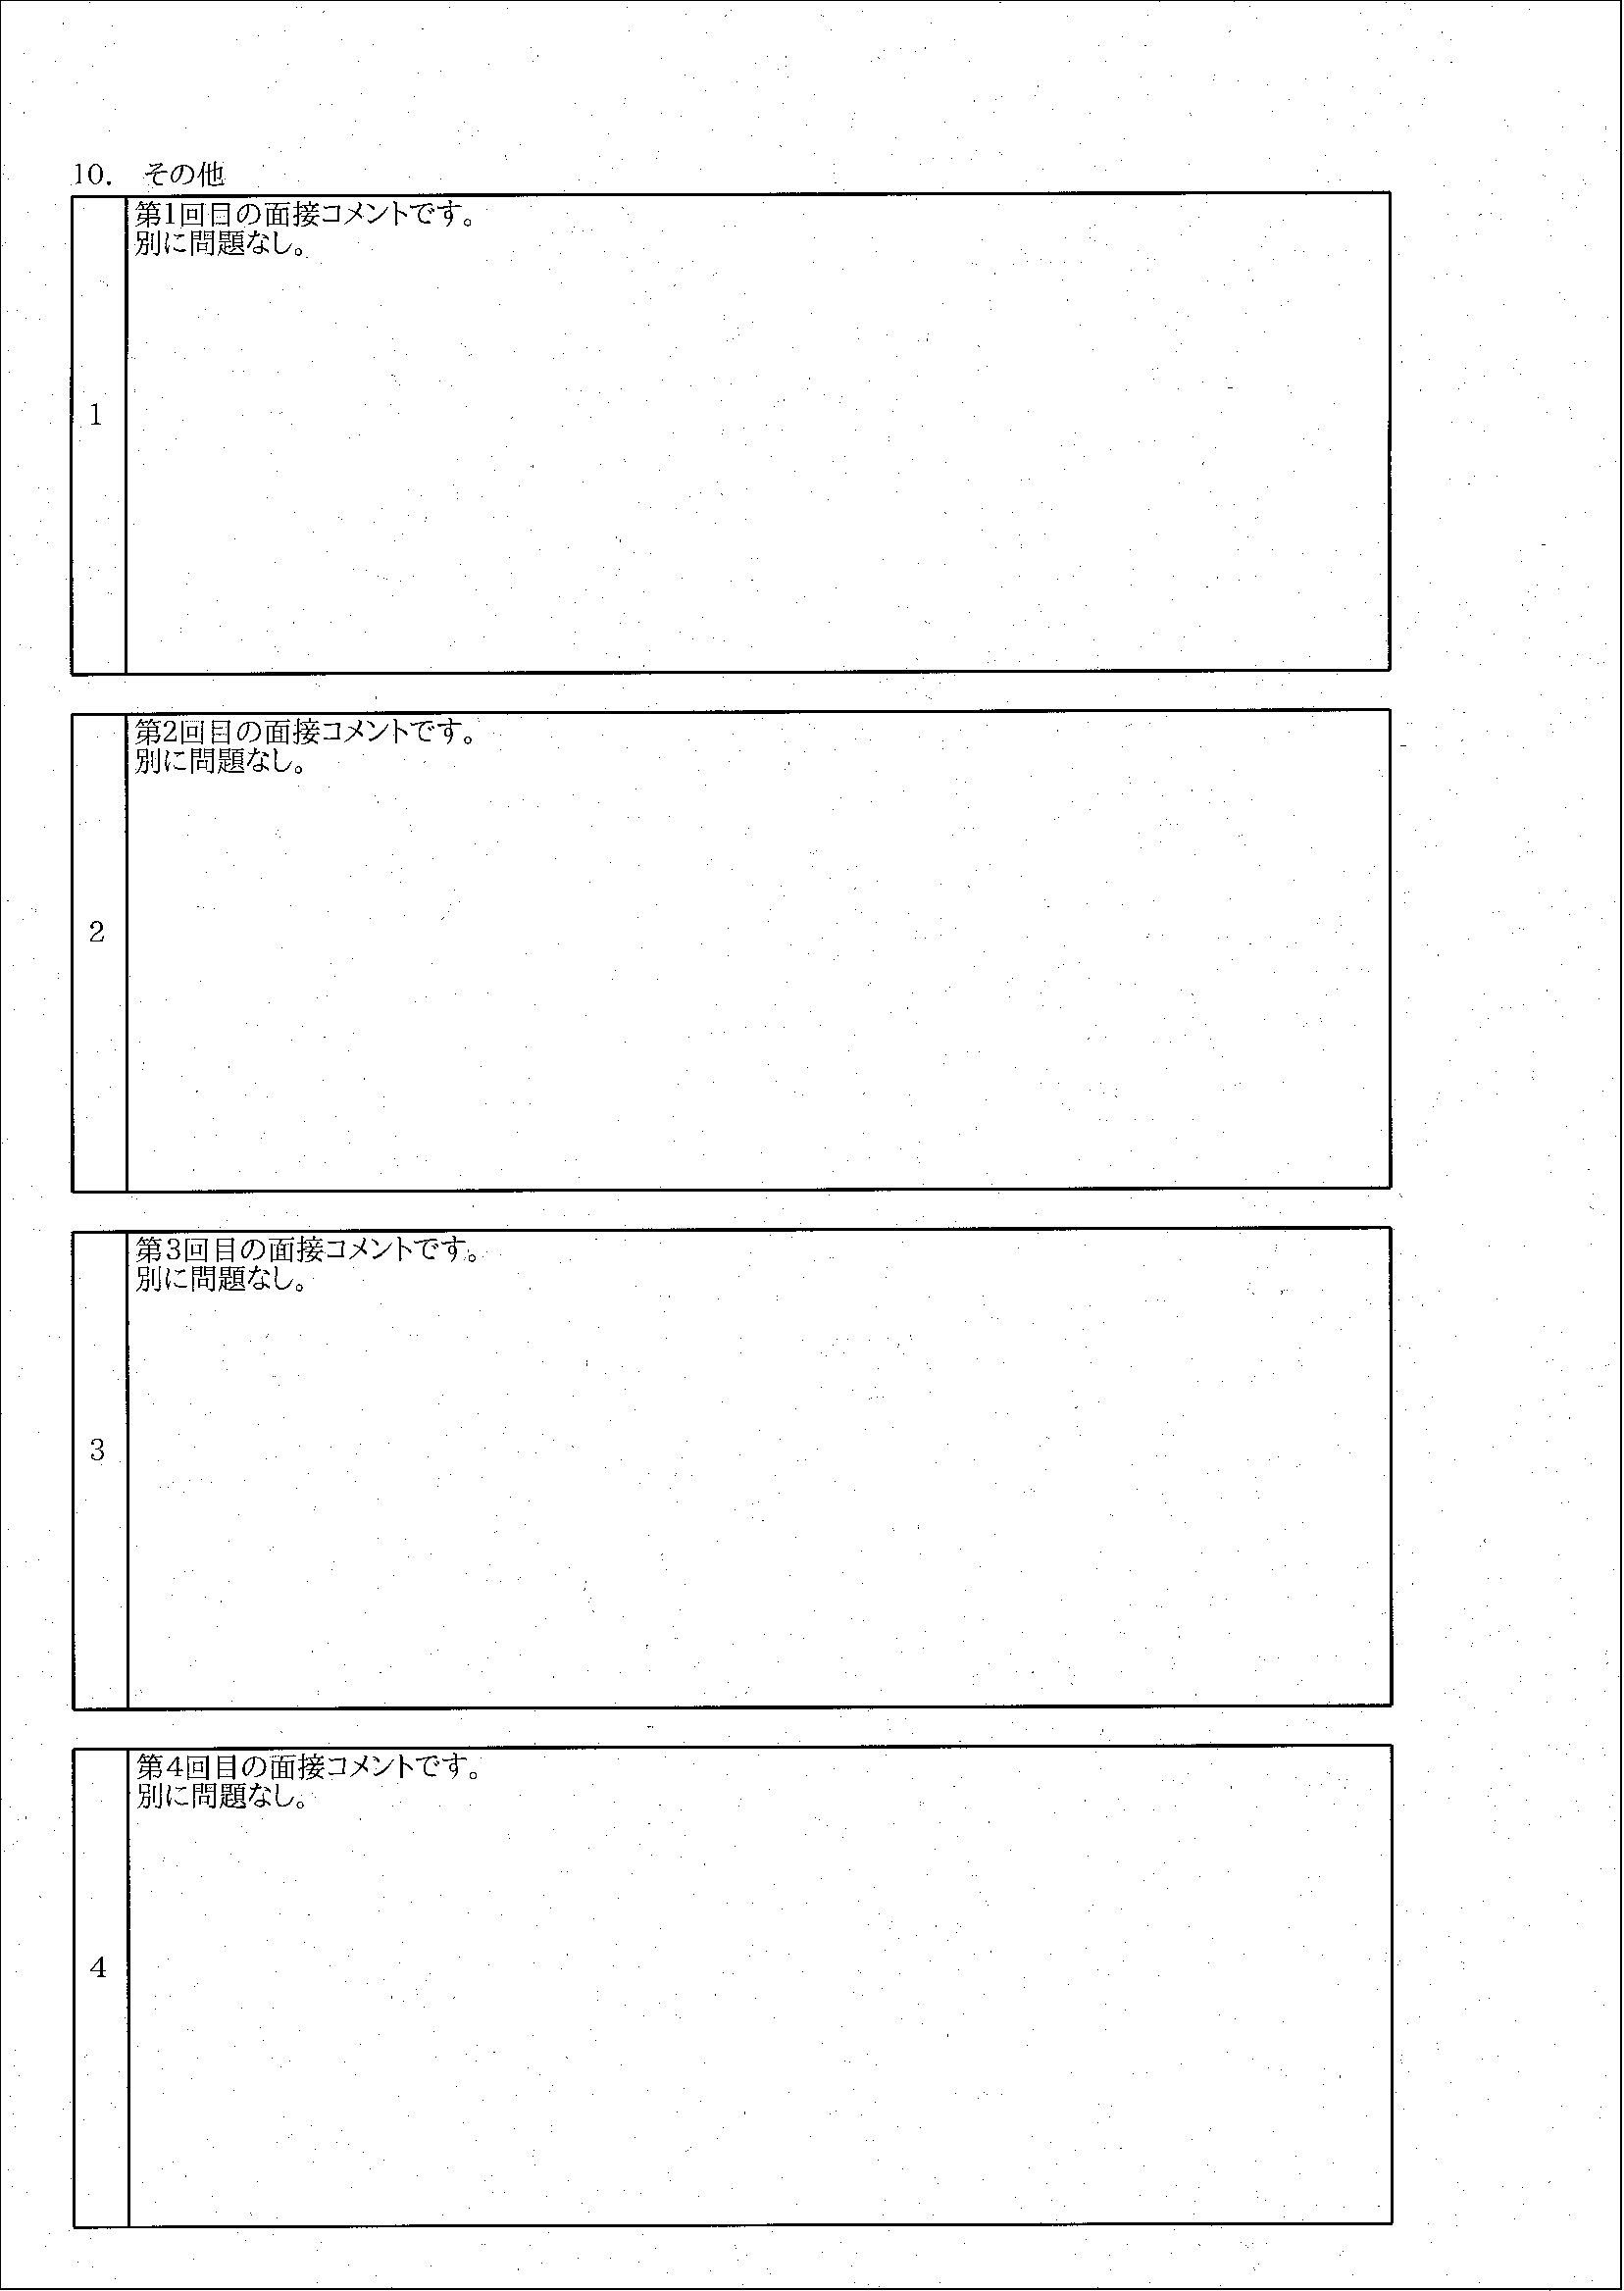 10. その他
第1回目の面接コメントです。
別に問題なし。
1
第2回目の面接コメントです。
別に問題なし。
2
第3回目の面接コメントです。
別に問題なし。
3
第4回目の面接コメントです。
別に問題なし。
4